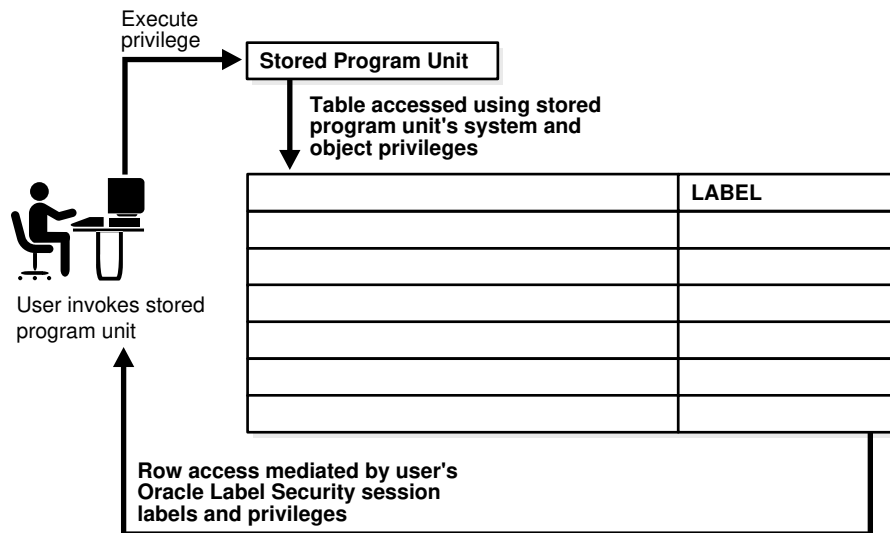 Execute
privilege
Stored Program Unit
Table accessed using stored
program unit's system and
object privileges
LABEL
User invokes stored
program unit
Row access mediated by user's
Oracle Label Security session
labels and privileges